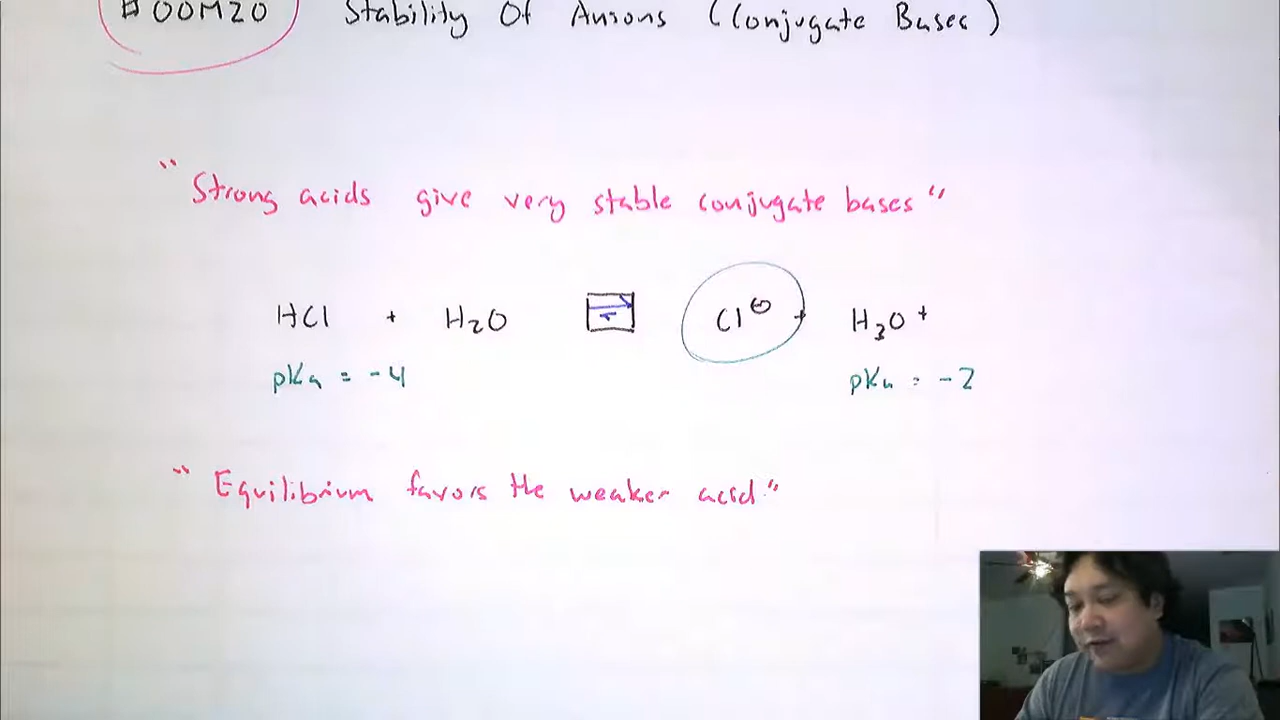 #OOM20 Stability Of Anions (Conjugate Bases)
"Strong acids give very stable conjugate bases"
HCl + H2O ⇄ Cl⊖ + H3O+
pKa = -4 pKa = -2
"Equilibrium favors the weaker acid."